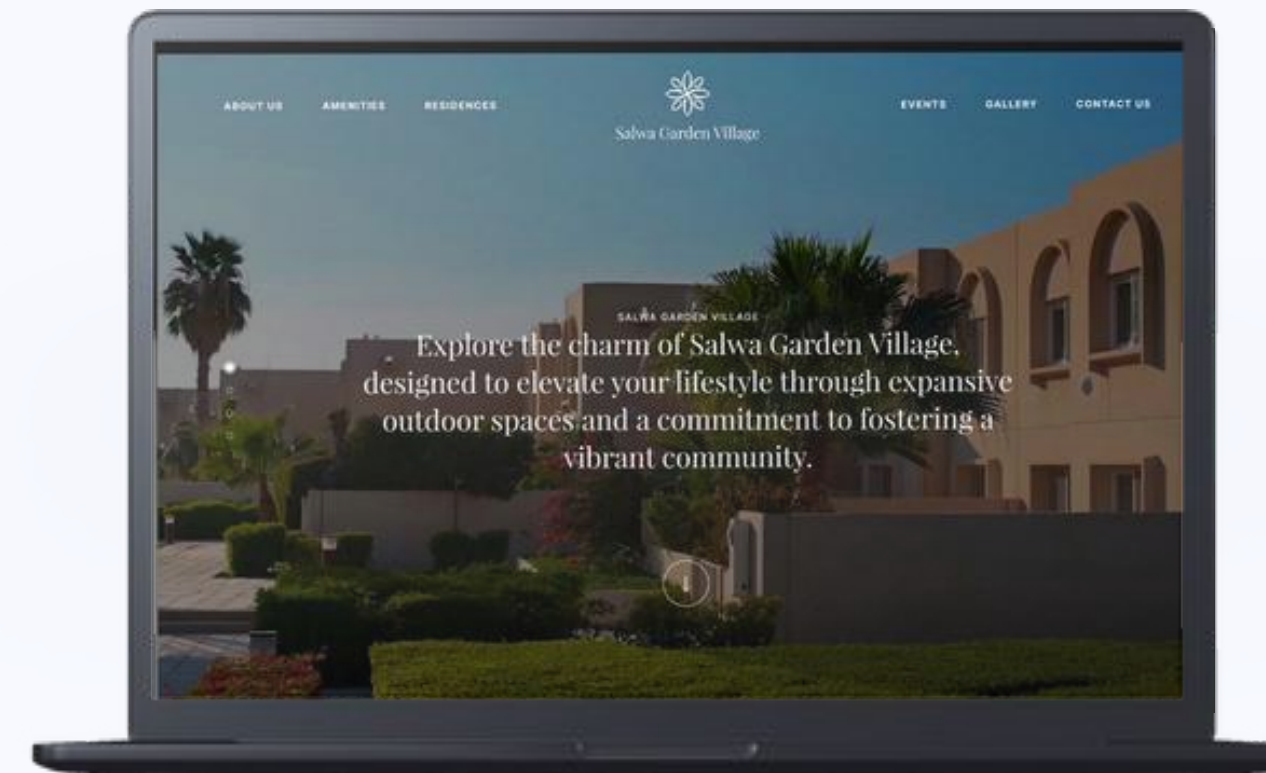 ABOUT US
AMENITIES
RESIDENCES
Salwa Garden Village
EVENTS
GALLERY
CONTACT US
SALWA GARDEN VILLAGE
Explore the charm of Salwa Garden Village,
designed to elevate your lifestyle through expansive
outdoor spaces and a commitment to fostering a
vibrant community.